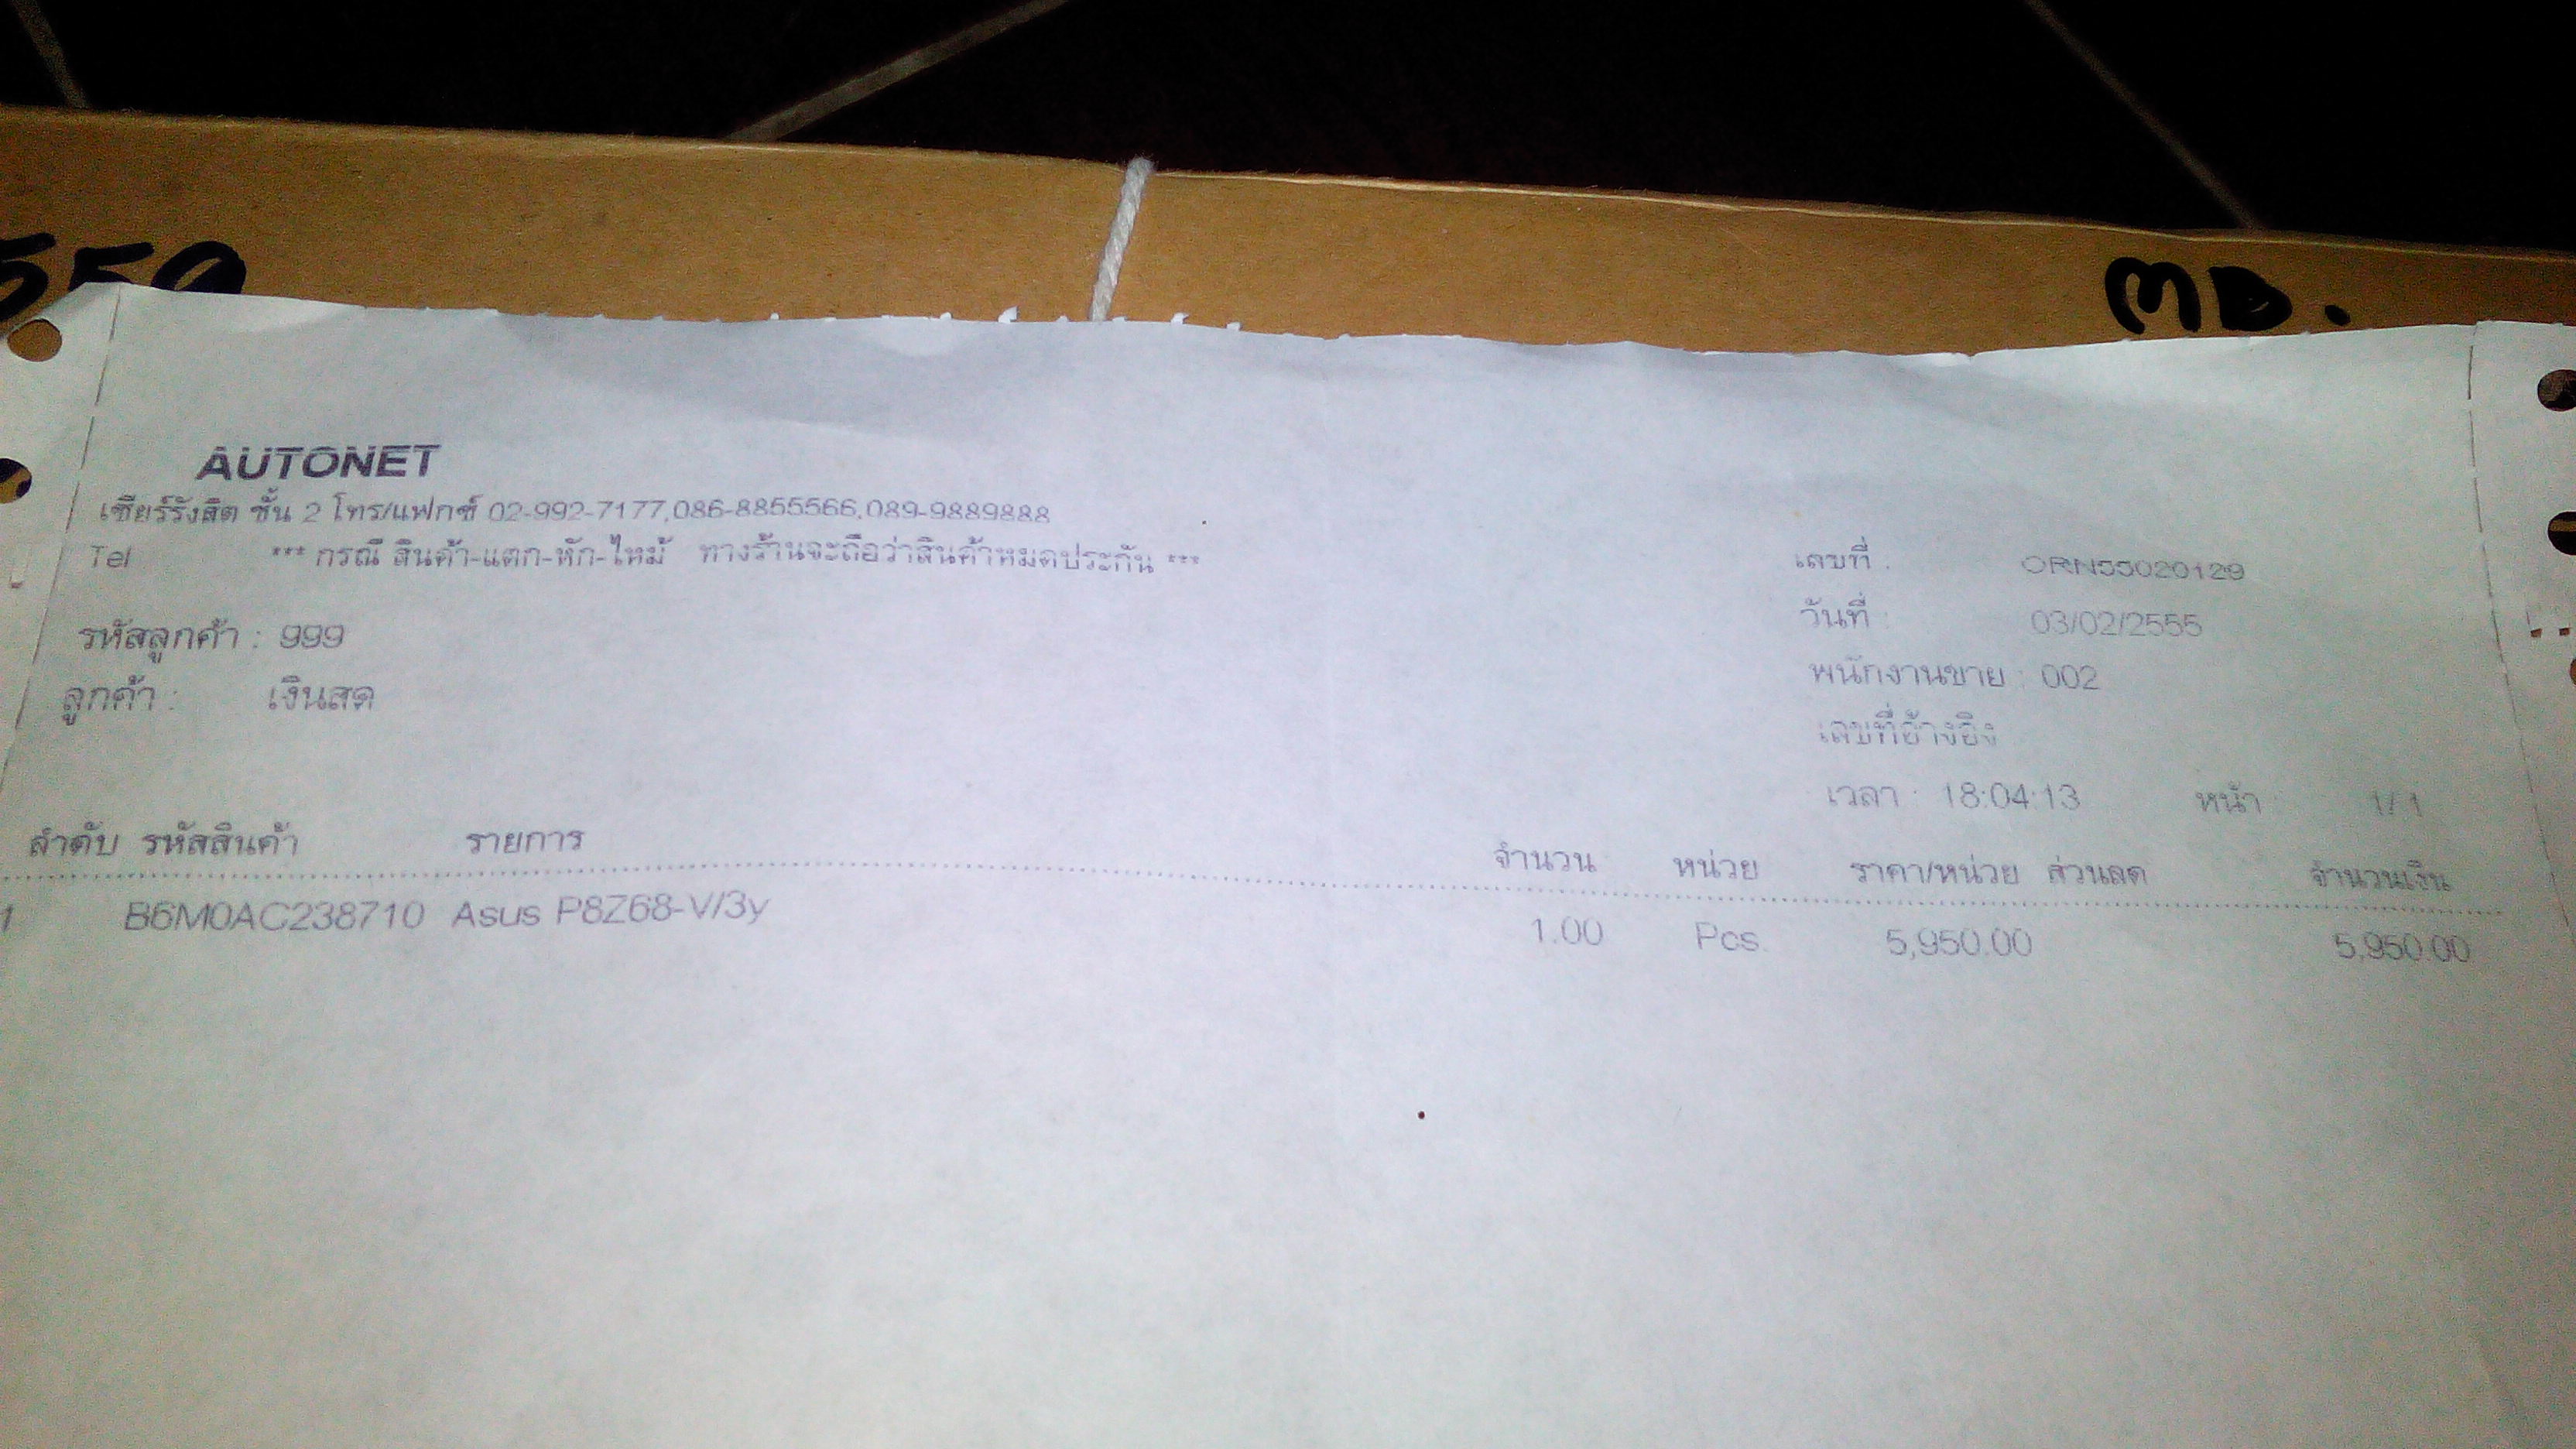 MB.
AUTONET
เซียร์รังสิต ชั้น 2 โทร/แฟกซ์ 02-992-7177,086-8855566,089-9889888
Tel *** กรณี สินค้า-แตก-หัก-ไหม้ ทางร้านจะถือว่าสินค้าหมดประกัน ***
เลขที่ : ORN55020129
รหัสลูกค้า : 999
วันที่ : 03/02/2555
ลูกค้า : เงินสด
พนักงานขาย : 002
เลขที่อ้างอิง
เวลา : 18:04:13 หน้า : 1/1
ลำดับ รหัสสินค้า รายการ จำนวน หน่วย ราคา/หน่วย ส่วนลด จำนวนเงิน
1 B6M0AC238710 Asus P8Z68-V/3y 1.00 Pcs. 5,950.00 5,950.00